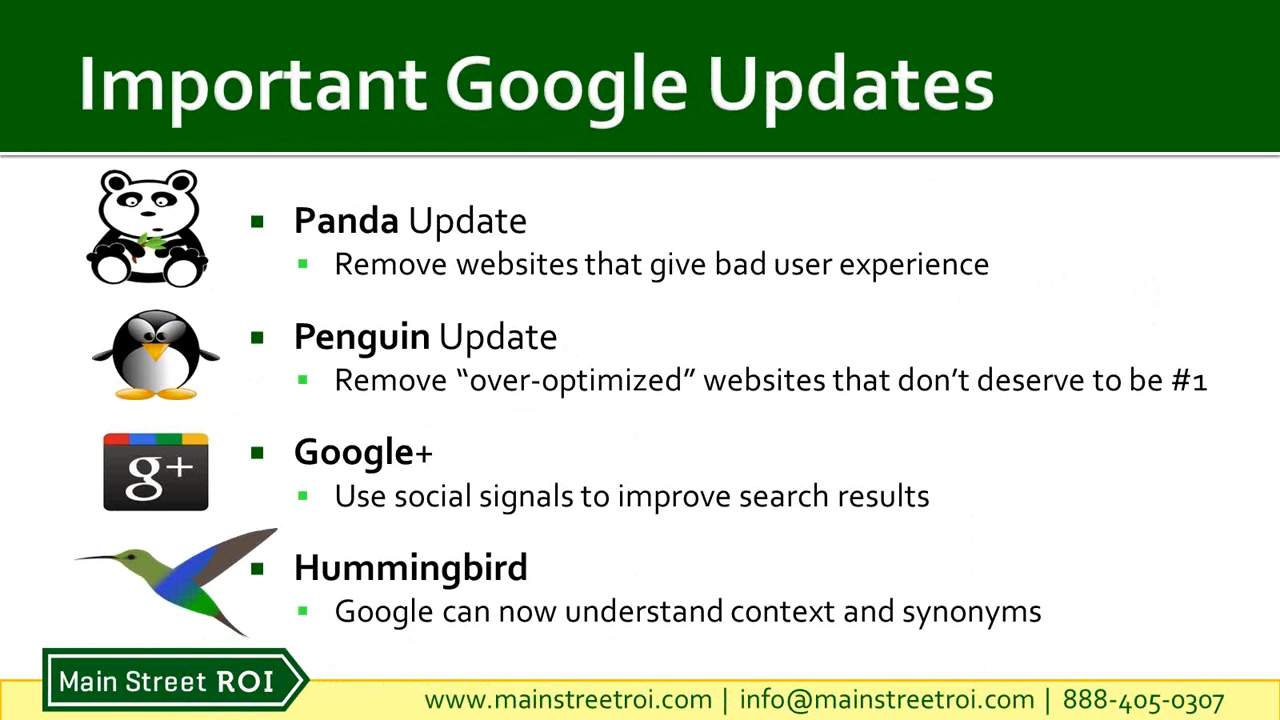 Important Google Updates
Panda Update
Remove websites that give bad user experience
Penguin Update
Remove “over-optimized” websites that don’t deserve to be #1
g+
Google+
Use social signals to improve search results
Hummingbird
Google can now understand context and synonyms
Main Street ROI
www.mainstreetroi.com | info@mainstreetroi.com | 888-405-0307